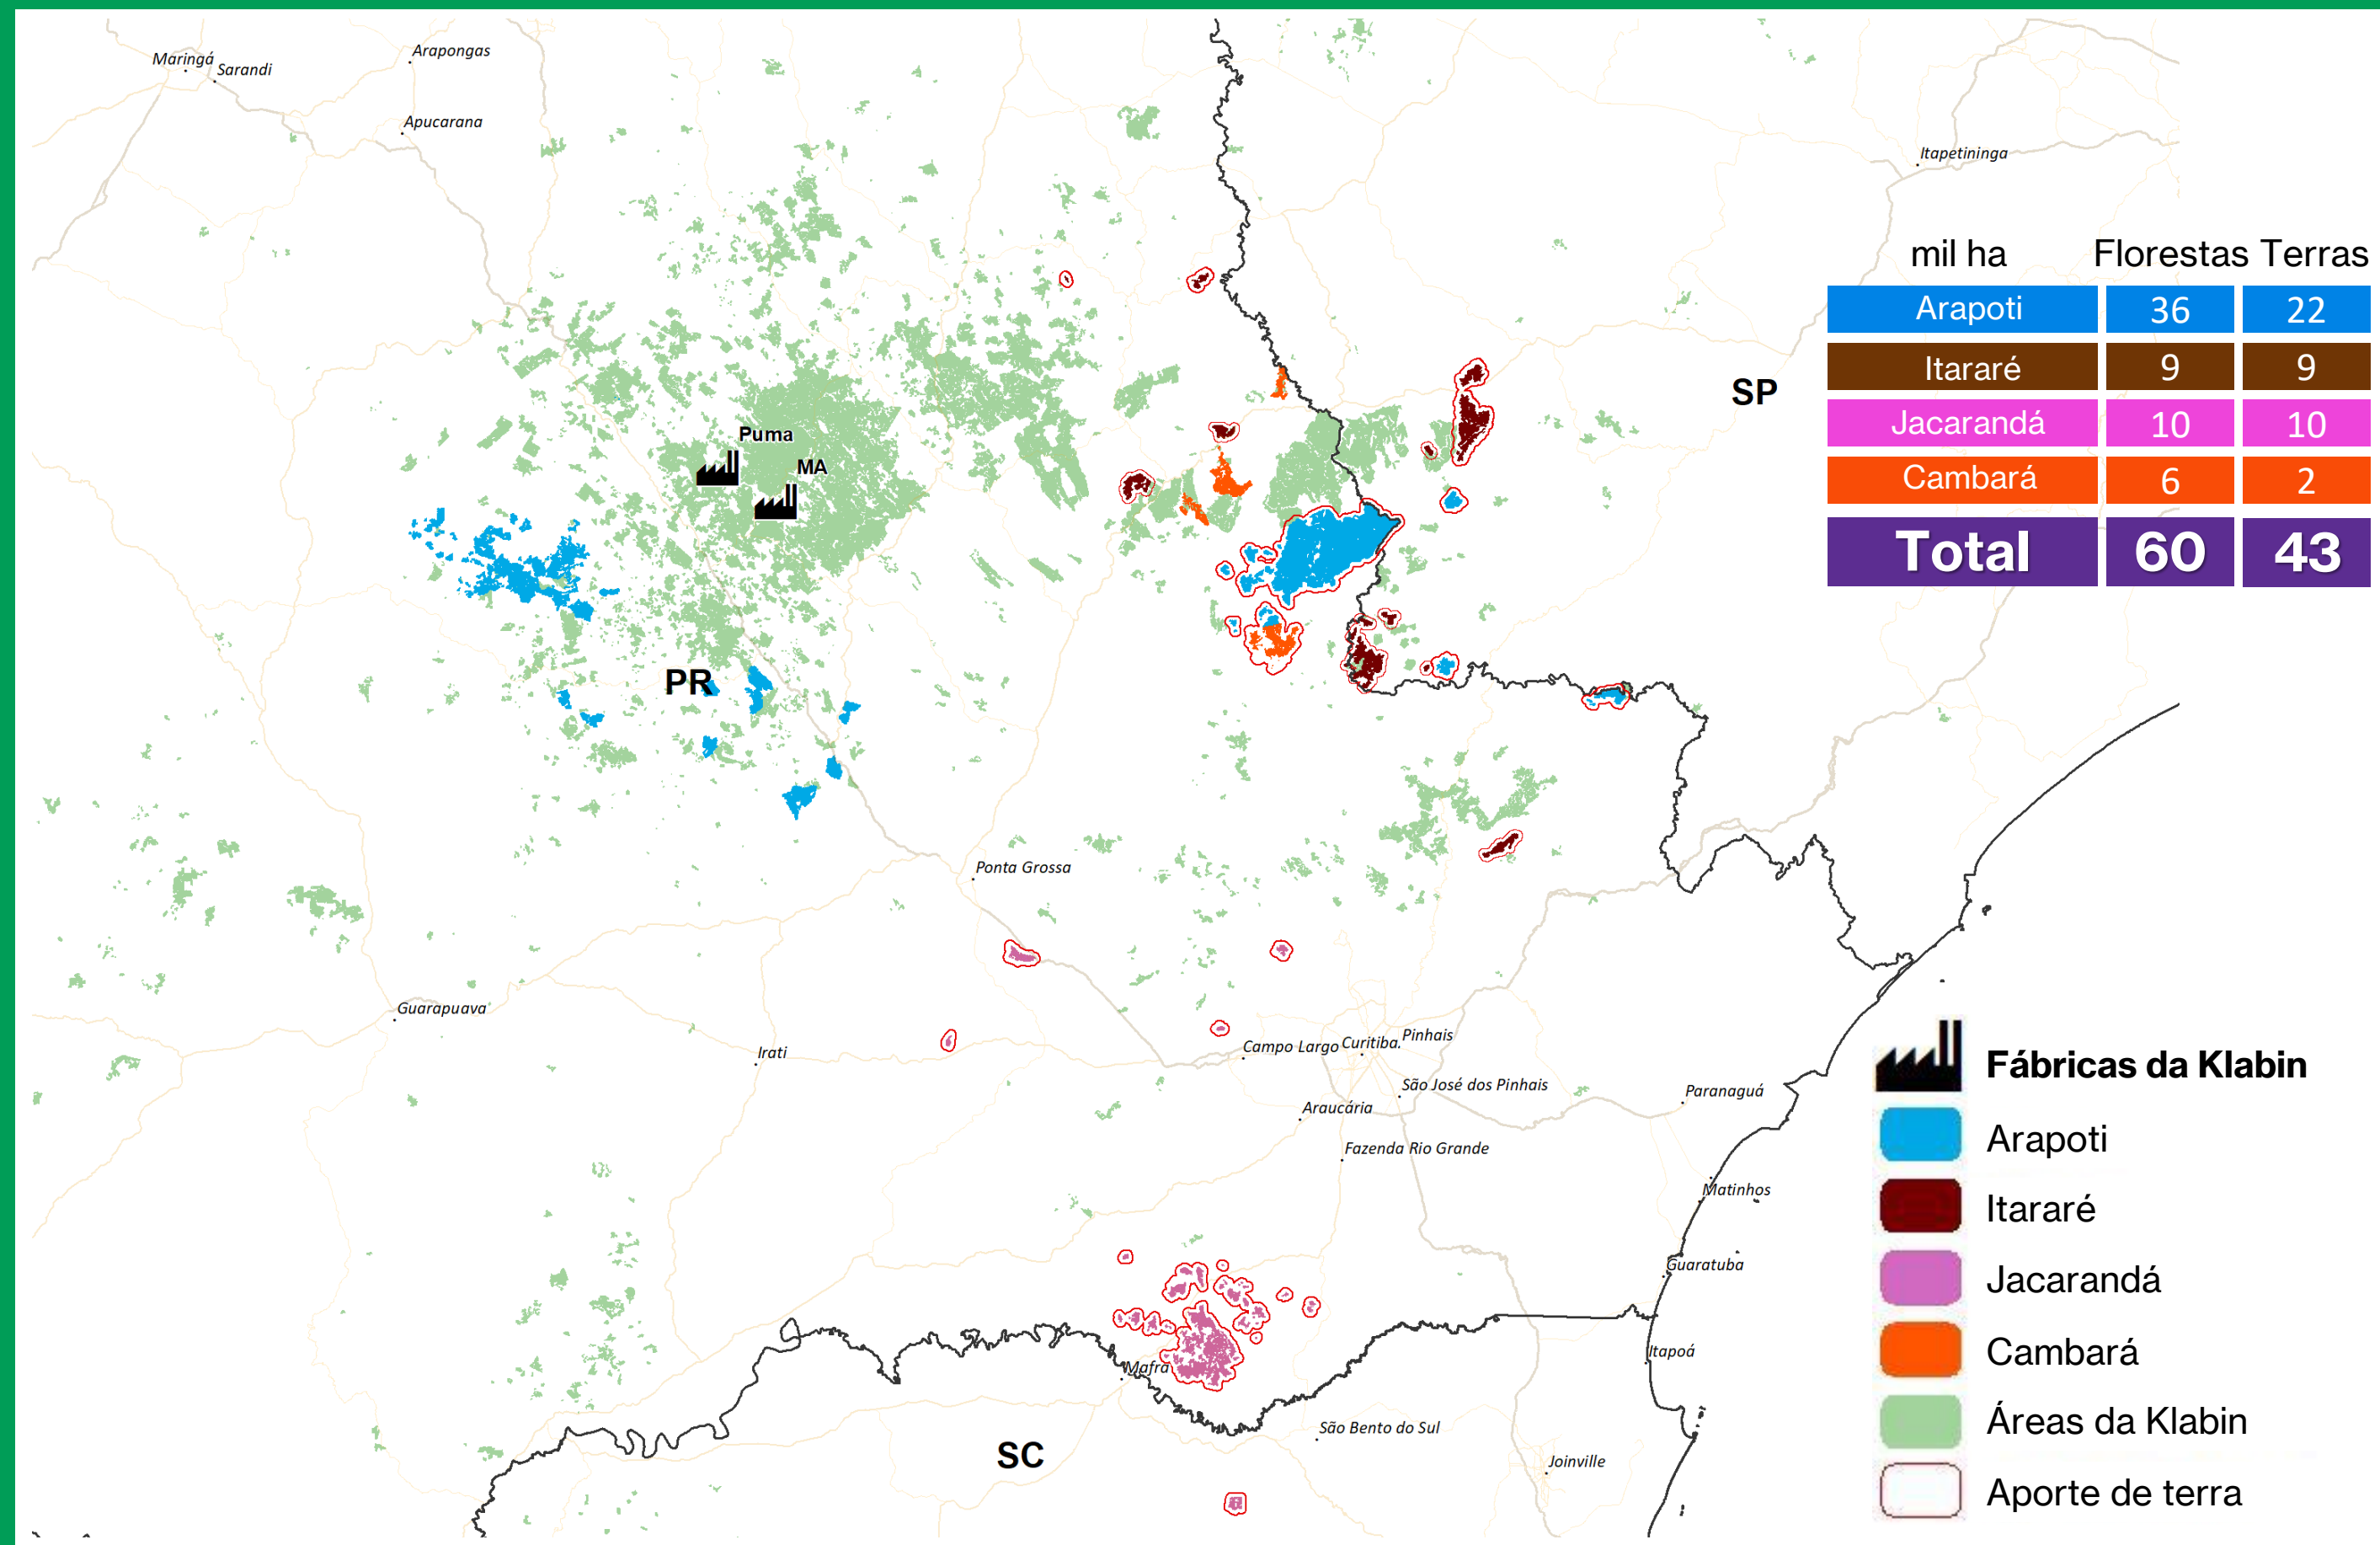 Maringá
Sarandi
Arapongas
Apucarana
Itapetininga
mil ha Florestas Terras
Arapoti 36 22
Itararé 9 9
Jacarandá 10 10
Cambará 6 2
Total 60 43
SP
Puma
MA
PR
Ponta Grossa
Guarapuava
Irati
Campo Largo
Curitiba
Pinhais
São José dos Pinhais
Araucária
Fazenda Rio Grande
Paranaguá
Matinhos
Guaratuba
Itapoá
Mafra
São Bento do Sul
Joinville
SC
Fábricas da Klabin
Arapoti
Itararé
Jacarandá
Cambará
Áreas da Klabin
Aporte de terra